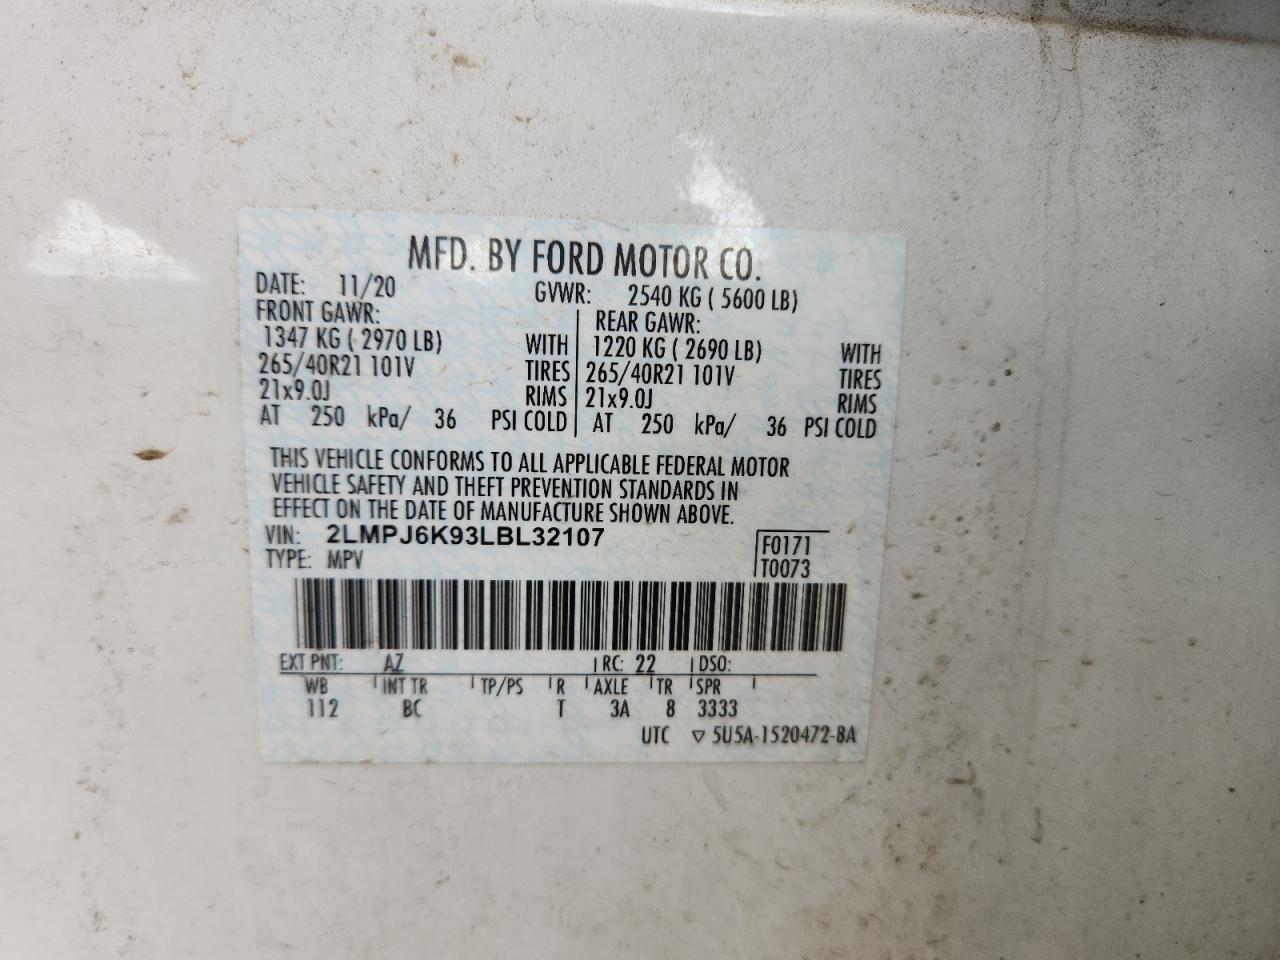 MFD. BY FORD MOTOR CO.
DATE: 11/20 GVWR: 2540 KG ( 5600 LB)
FRONT GAWR: REAR GAWR:
1347 KG ( 2970 LB) WITH 1220 KG ( 2690 LB) WITH
265/40R21 101V TIRES 265/40R21 101V TIRES
21x9.0J RIMS 21x9.0J RIMS
AT 250 kPa/ 36 PSI COLD AT 250 kPa/ 36 PSI COLD
THIS VEHICLE CONFORMS TO ALL APPLICABLE FEDERAL MOTOR
VEHICLE SAFETY AND THEFT PREVENTION STANDARDS IN
EFFECT ON THE DATE OF MANUFACTURE SHOWN ABOVE.
VIN: 2LMPJ6K93LBL32107
TYPE: MPV
F0171
T0073
EXT PNT: AZ RC: 22 DSO:
WB INT TR TP/PS R AXLE TR SPR
112 BC T 3A 8 3333
UTC ▽ 5U5A-1520472-BA